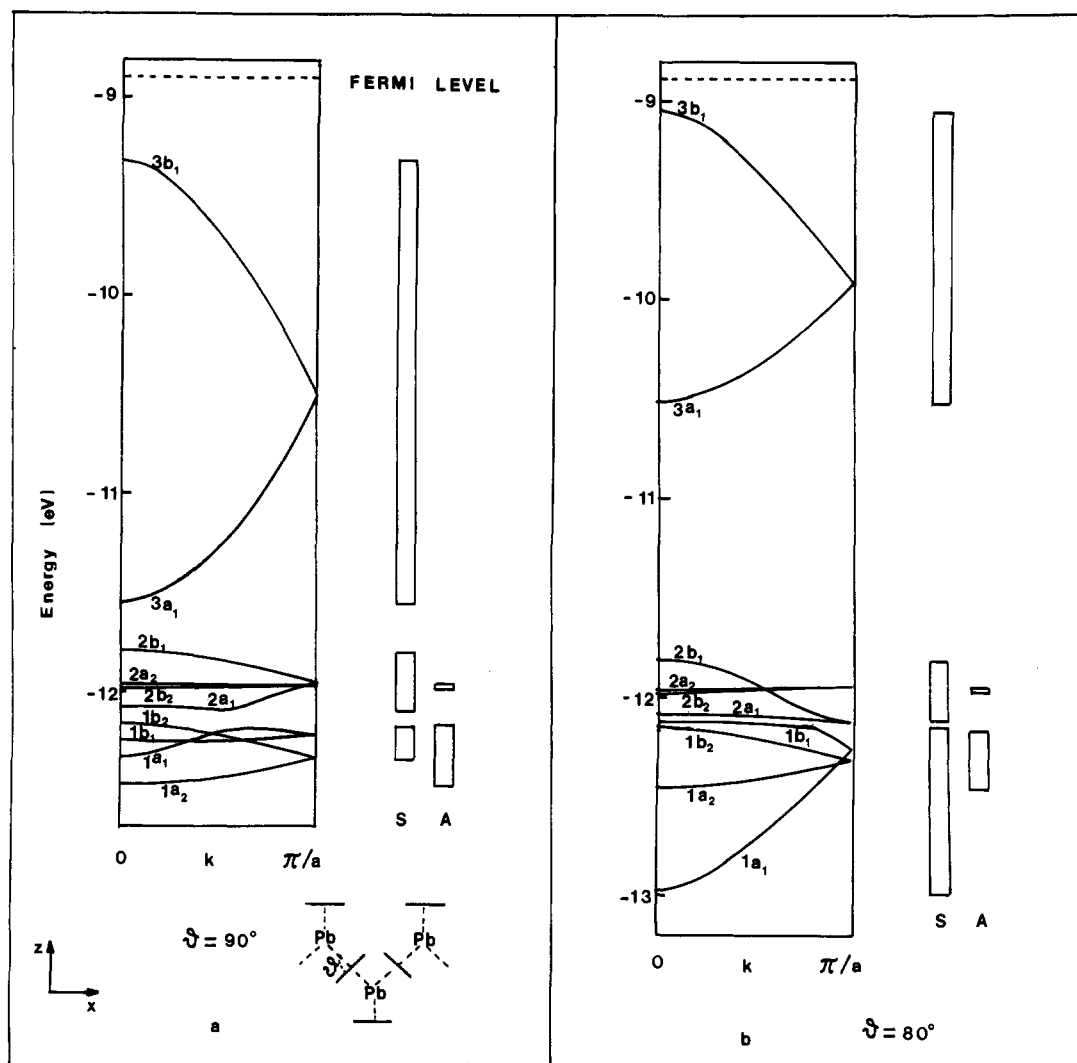 FERMI LEVEL
-9
3b₁
-10
-11
Energy (eV)
3a₁
2b₁
2a₂
-12
2b₂
2a₁
1b₂
1b₁
1a₁
1a₂
S
A
0
k
π/a
z
x
ϑ = 90°
Pb
Pb
ϑ
Pb
a
-9
3b₁
-10
3a₁
-11
2b₁
2a₂
-12
2b₂
2a₁
1b₂
1b₁
1a₂
1a₁
-13
S
A
0
k
π/a
b
ϑ = 80°